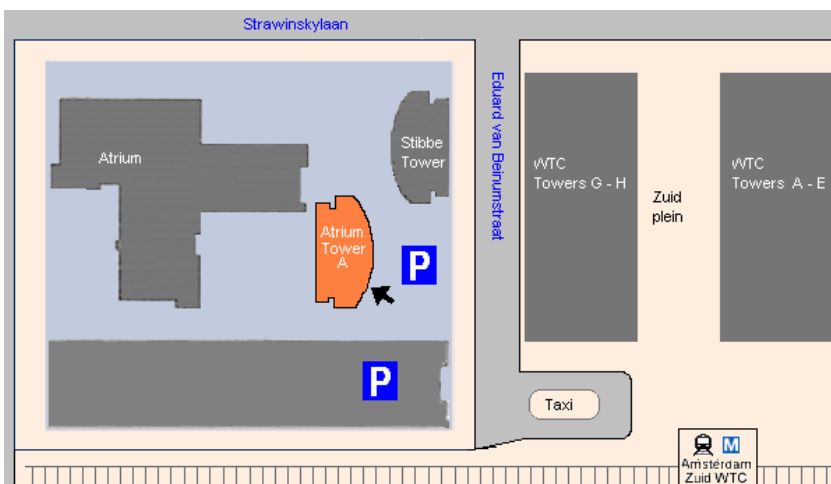 Strawinskylaan
Eduard van Beinumstraat
Atrium
Stibbe
Tower
WTC
Towers G - H
Zuid
plein
WTC
Towers A - E
Atrium
Tower
A
P
P
Taxi
M
Amsterdam
Zuid WTC